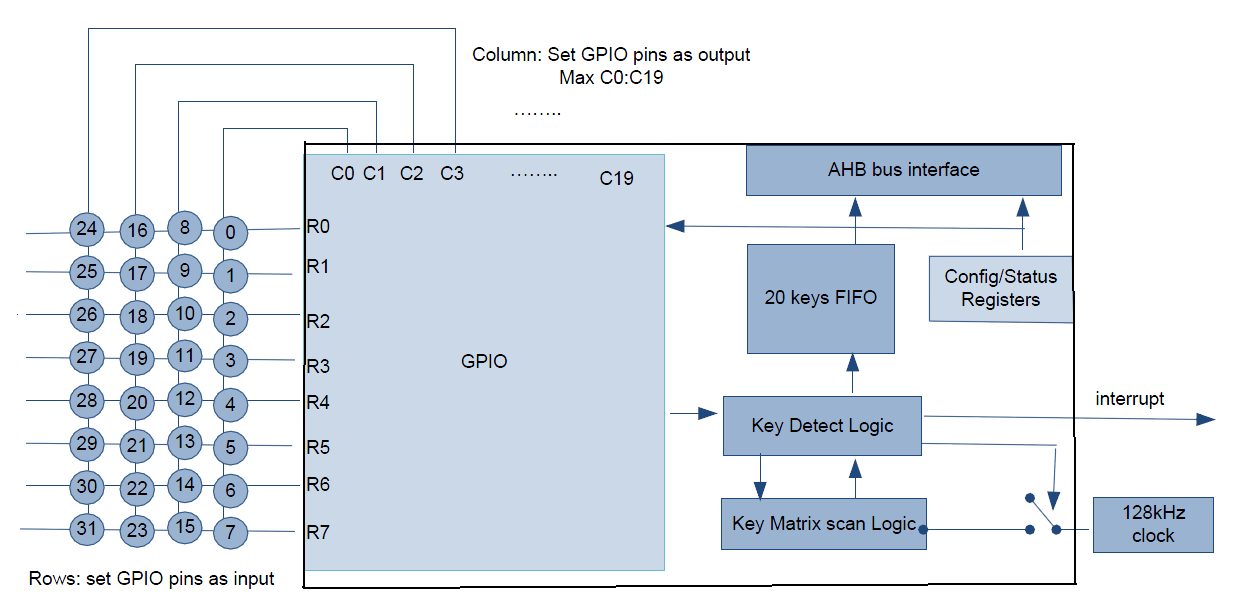 Column: Set GPIO pins as output
Max C0:C19
........
C0 C1 C2 C3 ........ C19
AHB bus interface
24 16 8 0 R0
25 17 9 1 R1
26 18 10 2 R2
27 19 11 3 R3
28 20 12 4 R4
29 21 13 5 R5
30 22 14 6 R6
31 23 15 7 R7
GPIO
20 keys FIFO
Config/Status
Registers
interrupt
Key Detect Logic
Key Matrix scan Logic
128kHz
clock
Rows: set GPIO pins as input